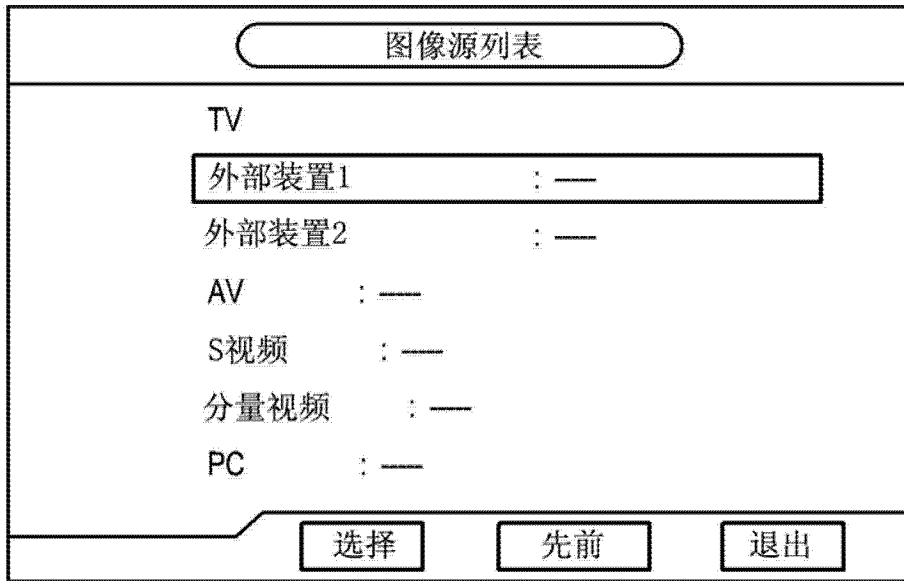 图像源列表
TV
外部装置1 : —
外部装置2 : —
AV : —
S视频 : —
分量视频 : —
PC : —
选择 先前 退出